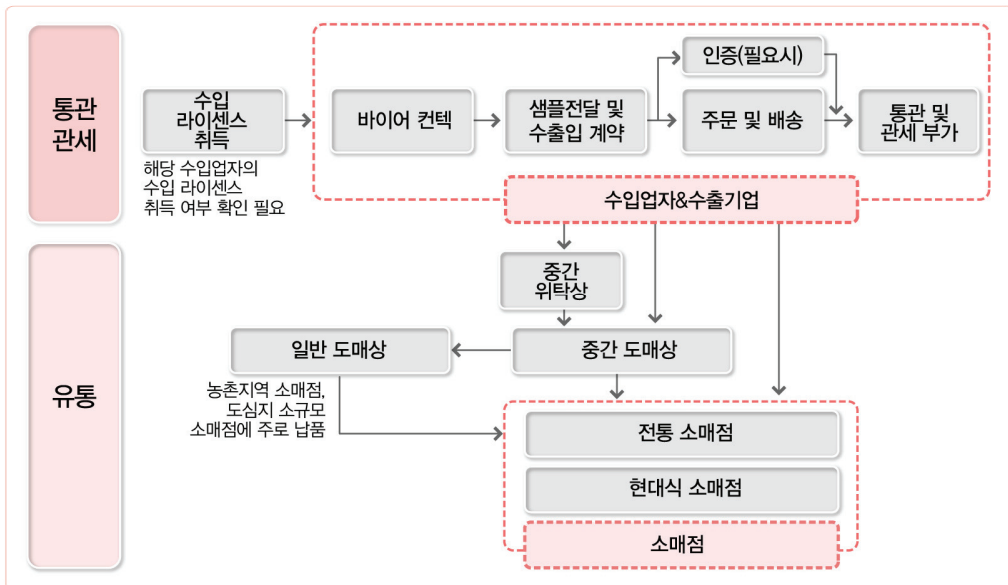 통관
관세
수입
라이센스
취득
해당 수입업자의
수입 라이센스
취득 여부 확인 필요
바이어 컨텍
샘플전달 및
수출입 계약
인증(필요시)
주문 및 배송
통관 및
관세 부가
수입업자&수출기업
유통
중간
위탁상
일반 도매상
중간 도매상
농촌지역 소매점,
도심지 소규모
소매점에 주로 납품
전통 소매점
현대식 소매점
소매점